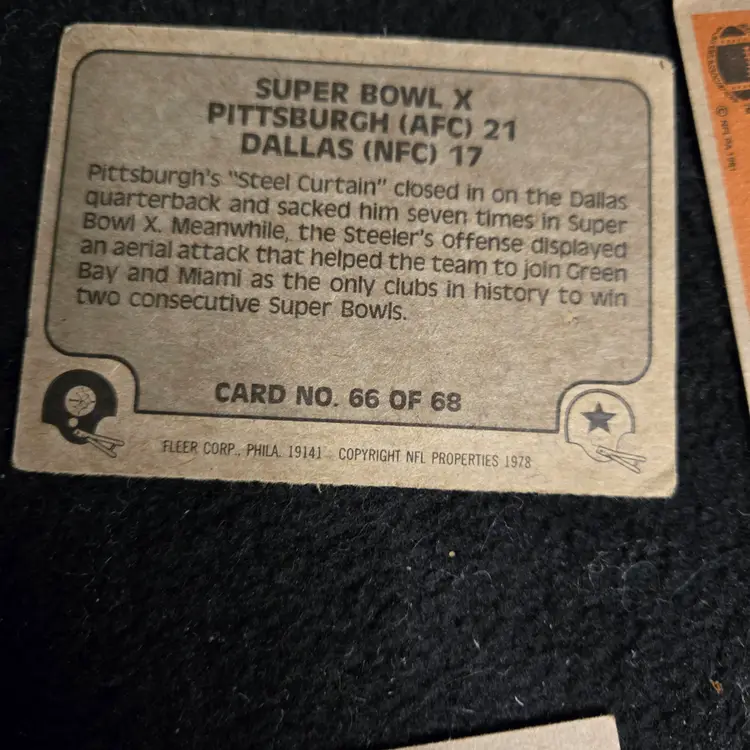 SUPER BOWL X
PITTSBURGH (AFC) 21
DALLAS (NFC) 17
Pittsburgh's "Steel Curtain" closed in on the Dallas
quarterback and sacked him seven times in Super
Bowl X. Meanwhile, the Steeler's offense displayed
an aerial attack that helped the team to join Green
Bay and Miami as the only clubs in history to win
two consecutive Super Bowls.
CARD NO. 66 OF 68
FLEER CORP., PHILA. 19141 COPYRIGHT NFL PROPERTIES 1978
© NFL PA 1981